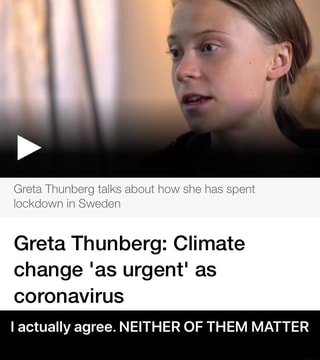 Greta Thunberg talks about how she has spent
lockdown in Sweden
Greta Thunberg: Climate
change 'as urgent' as
coronavirus
I actually agree. NEITHER OF THEM MATTER